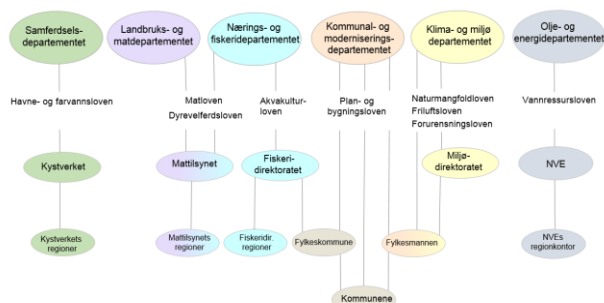 Samferdsels-
departementet
Landbruks- og
matdepartementet
Nærings- og
fiskeridepartementet
Kommunal- og
moderniserings-
departementet
Klima- og miljø
departementet
Olje- og
energidepartementet
Havne- og farvannsloven
Matloven
Dyrevelferdsloven
Akvakultur-
loven
Plan- og
bygningsloven
Naturmangfoldloven
Friluftsloven
Forurensningsloven
Vannressursloven
Kystverket
Mattilsynet
Fiskeri-
direktoratet
Miljø-
direktoratet
NVE
Kystverkets
regioner
Mattilsynets
regioner
Fiskeridir.
regioner
Fylkeskommune
Fylkesmannen
NVEs
regionkontor
Kommunene